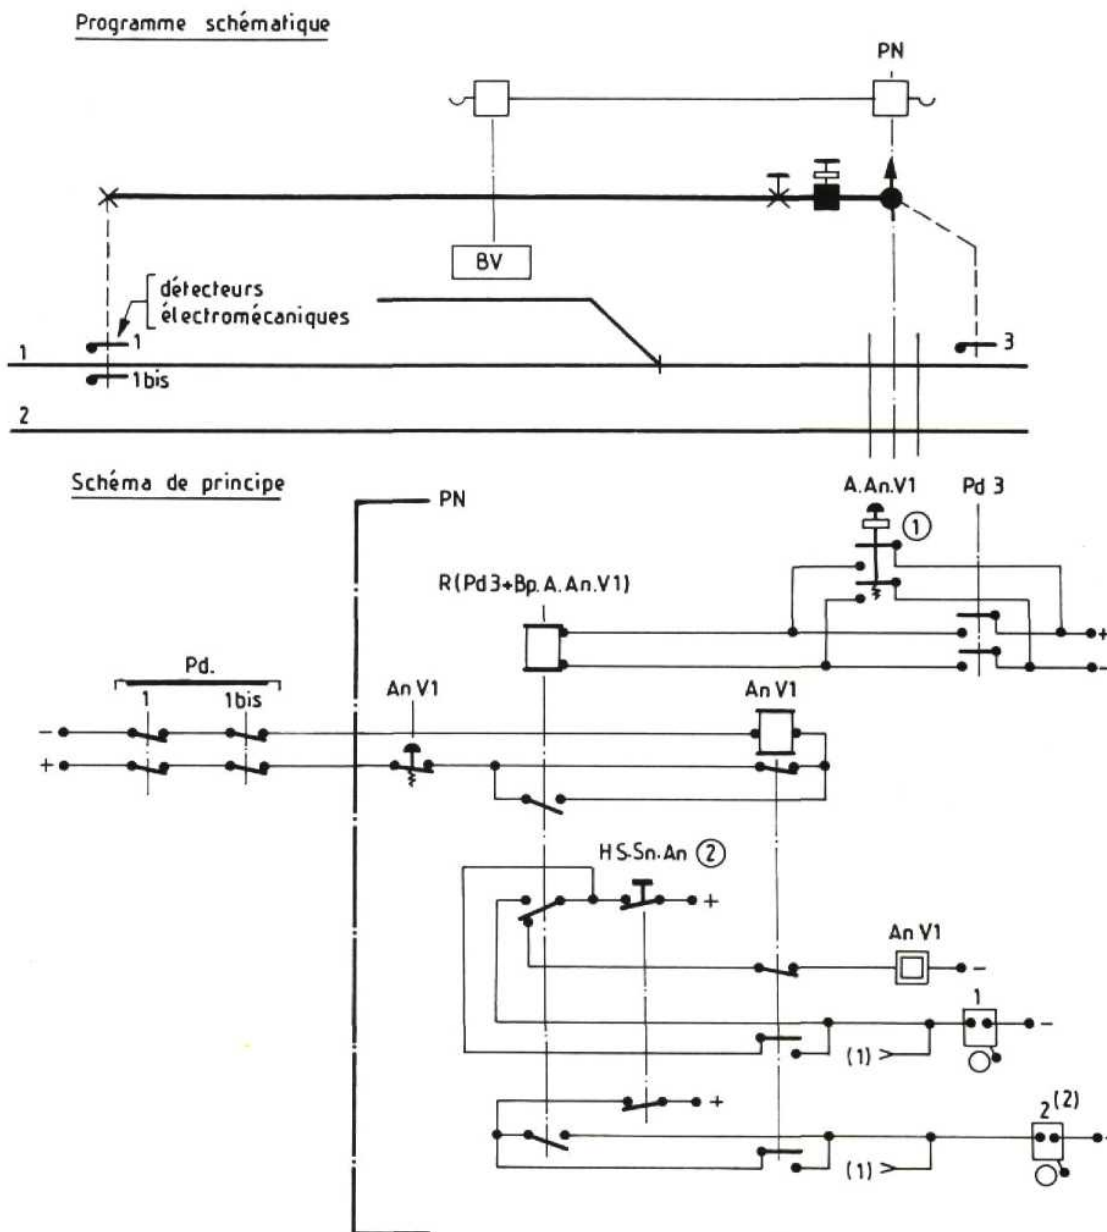 Programme schématique
PN
BV
détecteurs
électromécaniques
1
1
3
1bis
2
Schéma de principe
PN
A.An.V1
Pd 3
1
R(Pd3+Bp.A.An.V1)
+
-
Pd.
1
1bis
An V1
An V1
-
+
HS.Sn.An
2
+
An V1
-
1
-
(1) >
+
2
(2)
-
(1) >